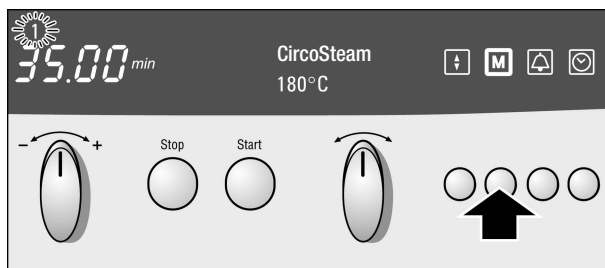 1
35.00 min
CircoSteam
180°C
M
- +
Stop
Start